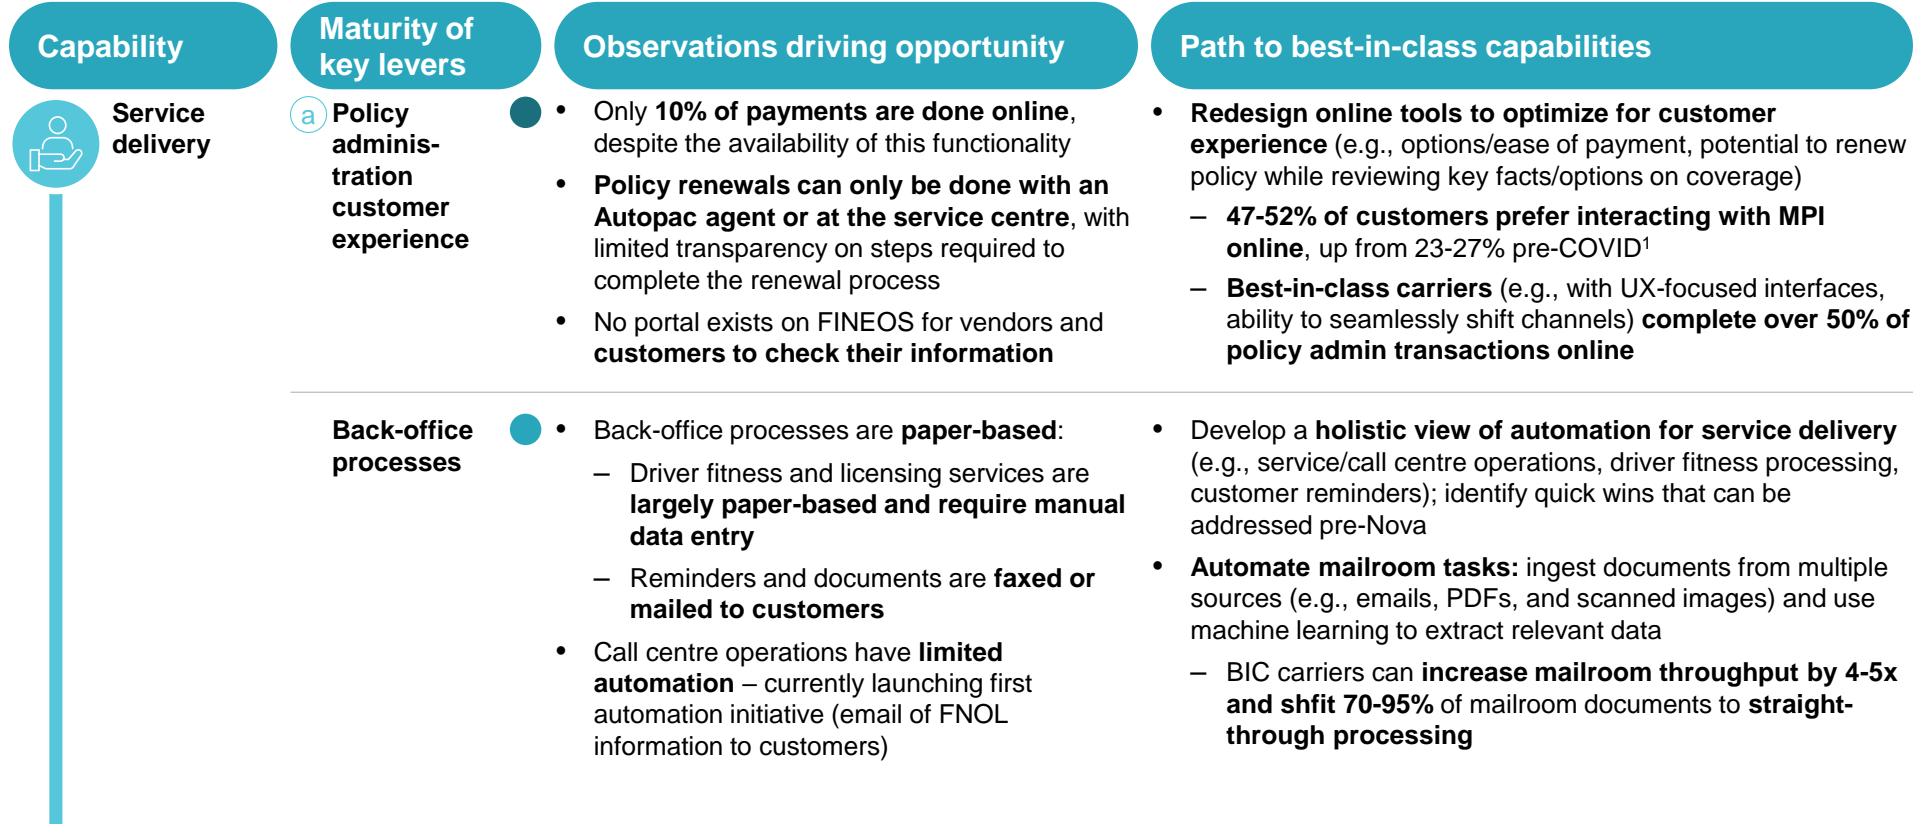 Capability
Maturity of
key levers
Observations driving opportunity
Path to best-in-class capabilities
Service
delivery
a
Policy
adminis-
tration
customer
experience
• Only 10% of payments are done online,
despite the availability of this functionality
• Policy renewals can only be done with an
Autopac agent or at the service centre, with
limited transparency on steps required to
complete the renewal process
• No portal exists on FINEOS for vendors and
customers to check their information
• Redesign online tools to optimize for customer
experience (e.g., options/ease of payment, potential to renew
policy while reviewing key facts/options on coverage)
– 47-52% of customers prefer interacting with MPI
online, up from 23-27% pre-COVID¹
– Best-in-class carriers (e.g., with UX-focused interfaces,
ability to seamlessly shift channels) complete over 50% of
policy admin transactions online
Back-office
processes
• Back-office processes are paper-based:
– Driver fitness and licensing services are
largely paper-based and require manual
data entry
– Reminders and documents are faxed or
mailed to customers
• Call centre operations have limited
automation – currently launching first
automation initiative (email of FNOL
information to customers)
• Develop a holistic view of automation for service delivery
(e.g., service/call centre operations, driver fitness processing,
customer reminders); identify quick wins that can be
addressed pre-Nova
• Automate mailroom tasks: ingest documents from multiple
sources (e.g., emails, PDFs, and scanned images) and use
machine learning to extract relevant data
– BIC carriers can increase mailroom throughput by 4-5x
and shfit 70-95% of mailroom documents to straight-
through processing